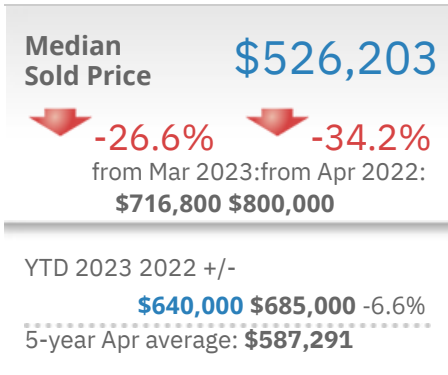 Median
Sold Price
$526,203
-26.6% -34.2%
from Mar 2023:from Apr 2022:
$716,800 $800,000
YTD 2023 2022 +/-
$640,000 $685,000 -6.6%
5-year Apr average: $587,291